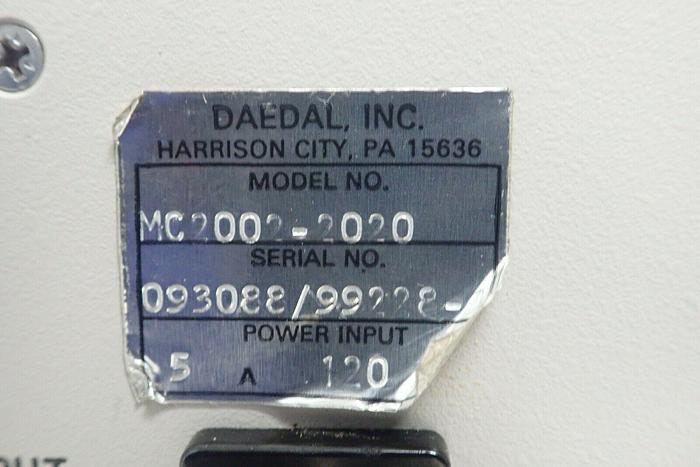 DAEDAL, INC.
HARRISON CITY, PA 15636
MODEL NO.
MC2002-2020
SERIAL NO.
093088/99228-
POWER INPUT
5 A 120